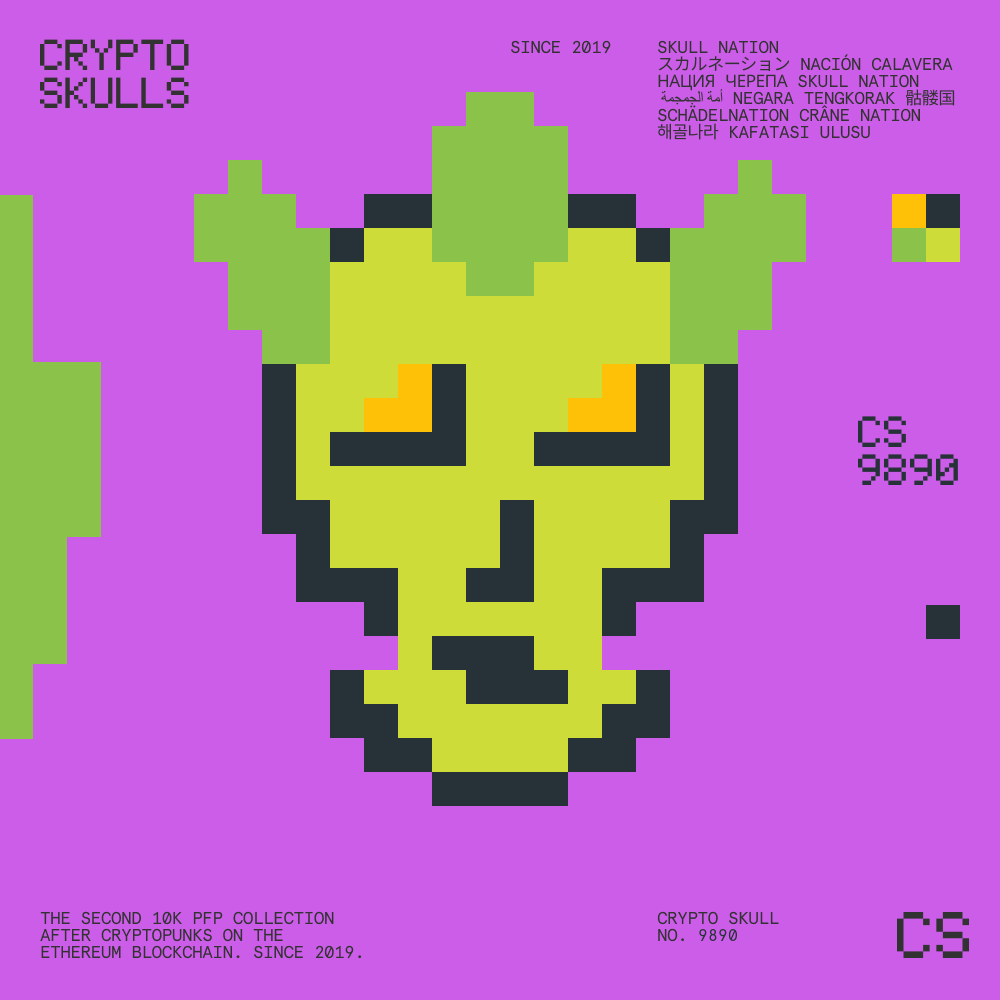 CRYPTO
SKULLS
SINCE 2019
SKULL NATION
スカルネーション NACIÓN CALAVERA
НАЦИЯ ЧЕРЕПА SKULL NATION
أمة الجمجمة NEGARA TENGKORAK 骷髅国
SCHÄDELNATION CRÂNE NATION
해골나라 KAFATASI ULUSU
CS
9890
THE SECOND 10K PFP COLLECTION
AFTER CRYPTOPUNKS ON THE
ETHEREUM BLOCKCHAIN. SINCE 2019.
CRYPTO SKULL
NO. 9890
CS